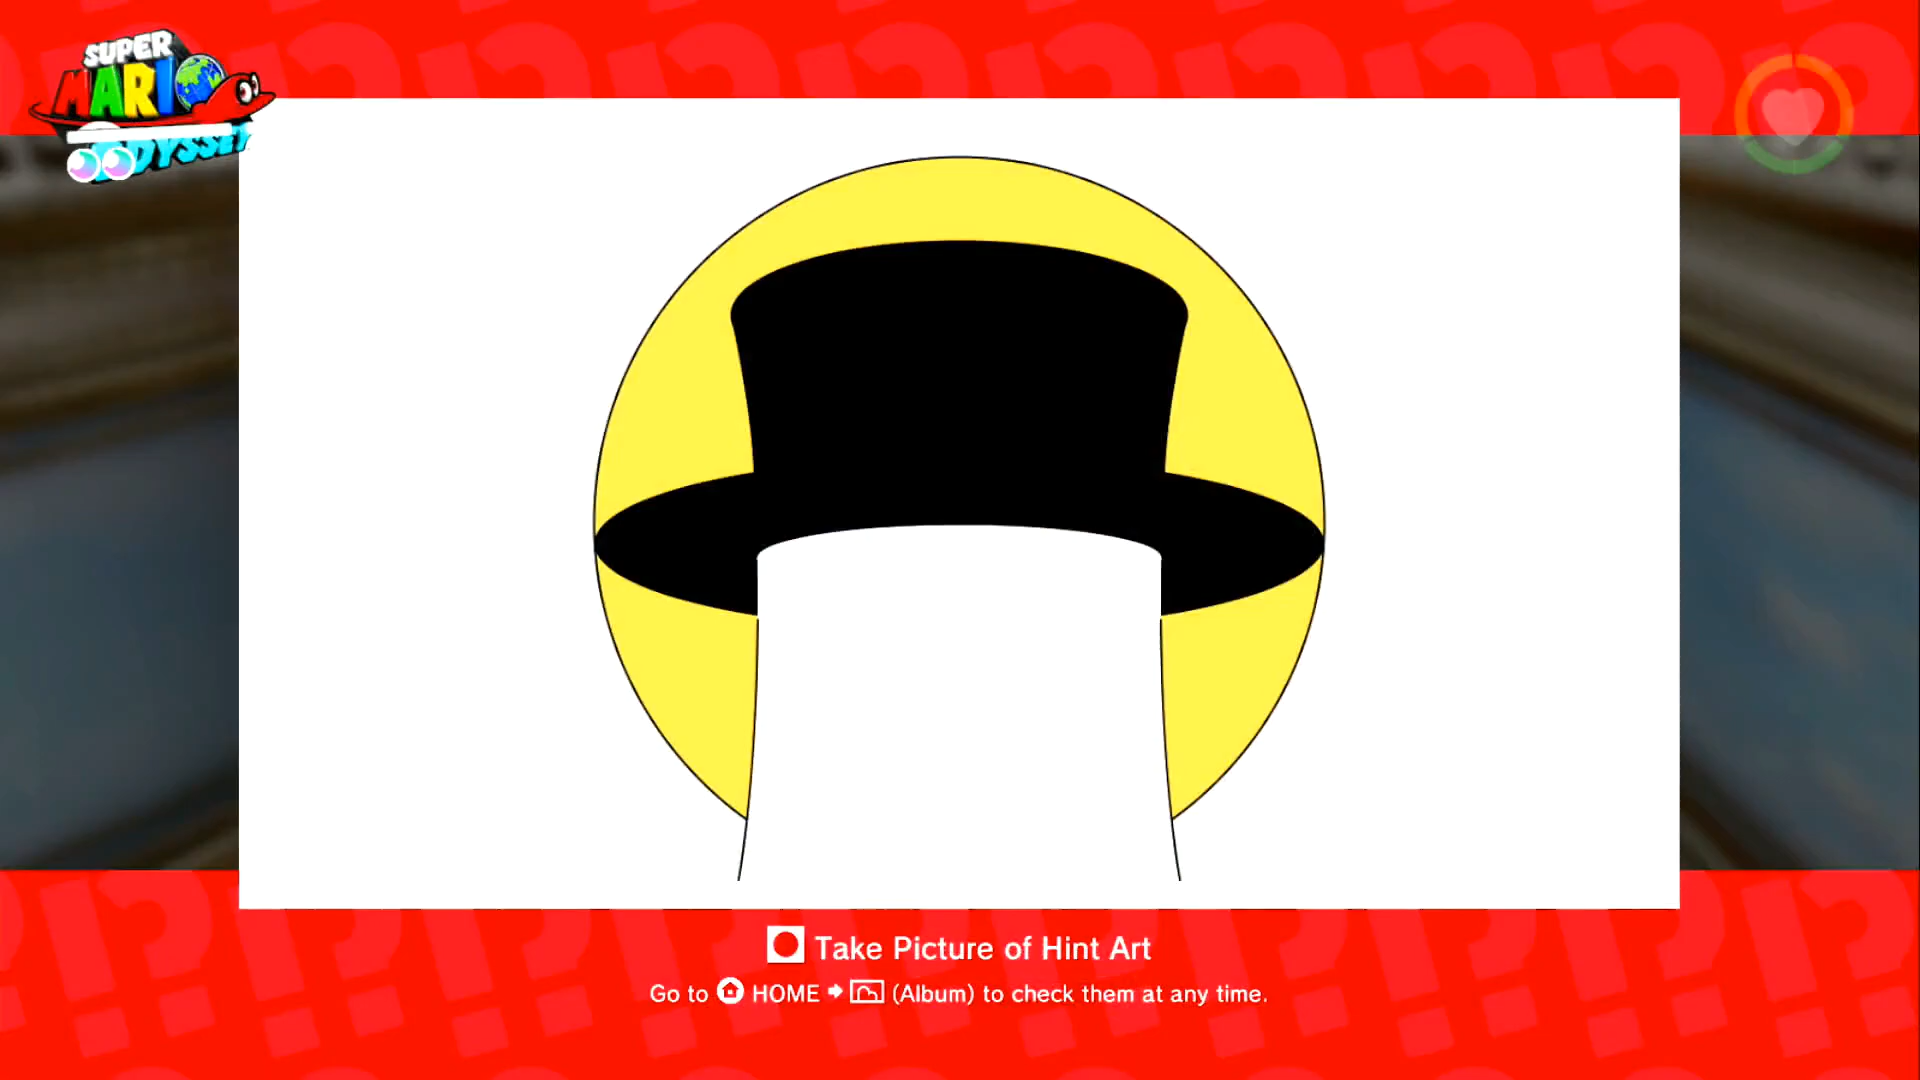 SUPER
MARIO
ODYSSEY
Take Picture of Hint Art
Go to HOME (Album) to check them at any time.